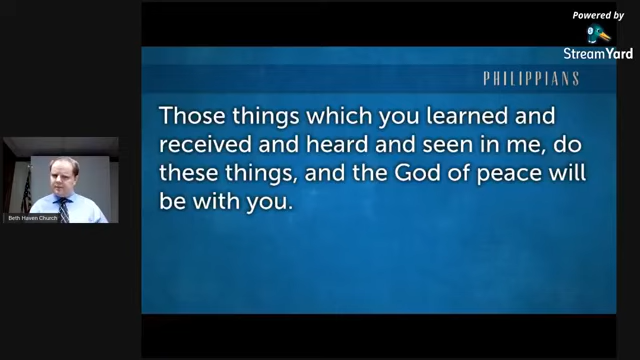 Powered by
StreamYard
PHILIPPIANS
Those things which you learned and
received and heard and seen in me, do
these things, and the God of peace will
be with you.
Beth Haven Church